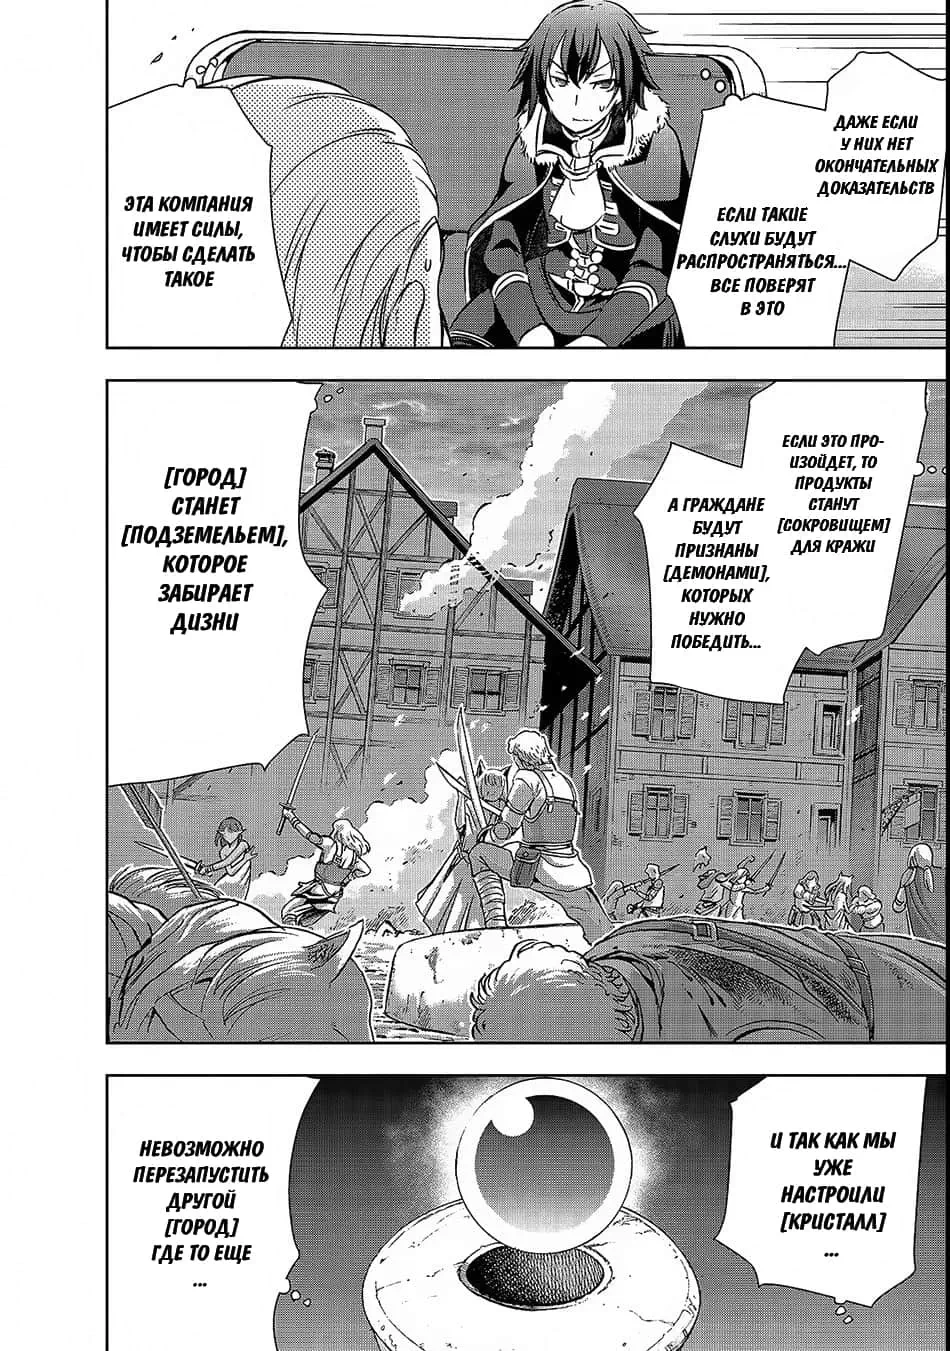 ДАЖЕ ЕСЛИ
У НИХ НЕТ
ОКОНЧАТЕЛЬНЫХ
ДОКАЗАТЕЛЬСТВ
ЕСЛИ ТАКИЕ
СЛУХИ БУДУТ
РАСПРОСТРАНЯТЬСЯ...
ВСЕ ПОВЕРЯТ
В ЭТО
ЭТА КОМПАНИЯ
ИМЕЕТ СИЛЫ,
ЧТОБЫ СДЕЛАТЬ
ТАКОЕ
ЕСЛИ ЭТО ПРО-
ИЗОЙДЕТ, ТО
ПРОДУКТЫ
СТАНУТ
[СОКРОВИЩЕМ]
ДЛЯ КРАЖИ
А ГРАЖДАНЕ
БУДУТ
ПРИЗНАНЫ
[ДЕМОНАМИ],
КОТОРЫХ
НУЖНО
ПОБЕДИТЬ...
[ГОРОД]
СТАНЕТ
[ПОДЗЕМЕЛЬЕМ],
КОТОРОЕ
ЗАБИРАЕТ
ДИЗНИ
И ТАК КАК МЫ
УЖЕ
НАСТРОИЛИ
[КРИСТАЛЛ]
...
НЕВОЗМОЖНО
ПЕРЕЗАПУСТИТЬ
ДРУГОЙ
[ГОРОД]
ГДЕ ТО ЕЩЕ
...